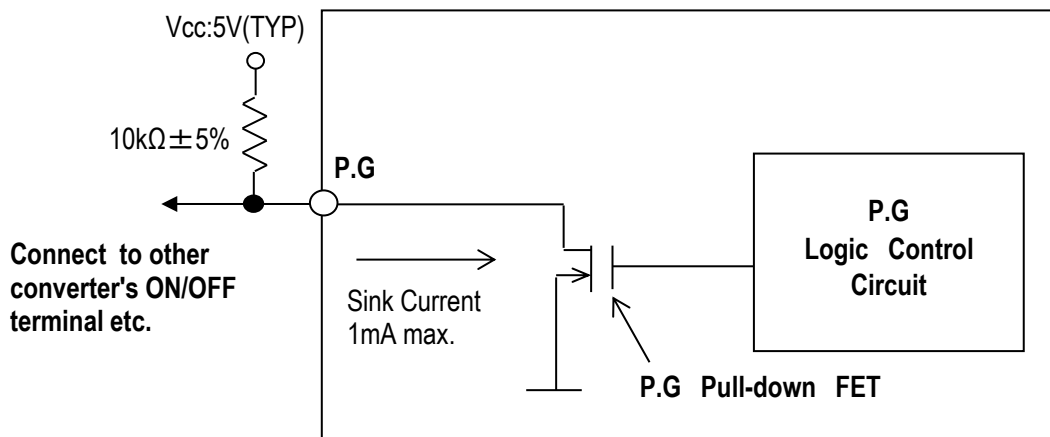 Vcc:5V(TYP)
10kΩ±5%
P.G
Connect to other
converter's ON/OFF
terminal etc.
Sink Current
1mA max.
P.G
Logic Control
Circuit
P.G Pull-down FET